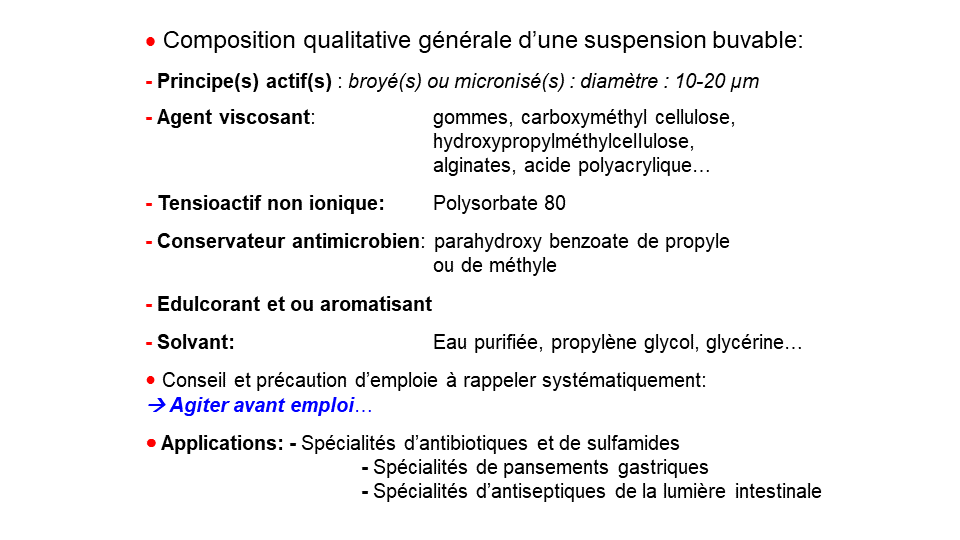 • Composition qualitative générale d’une suspension buvable:
- Principe(s) actif(s) : broyé(s) ou micronisé(s) : diamètre : 10-20 µm
- Agent viscosant: gommes, carboxyméthyl cellulose,
hydroxypropylméthylcellulose,
alginates, acide polyacrylique…
- Tensioactif non ionique: Polysorbate 80
- Conservateur antimicrobien: parahydroxy benzoate de propyle
ou de méthyle
- Edulcorant et ou aromatisant
- Solvant: Eau purifiée, propylène glycol, glycérine…
• Conseil et précaution d’emploie à rappeler systématiquement:
→ Agiter avant emploi…
• Applications: - Spécialités d’antibiotiques et de sulfamides
- Spécialités de pansements gastriques
- Spécialités d’antiseptiques de la lumière intestinale